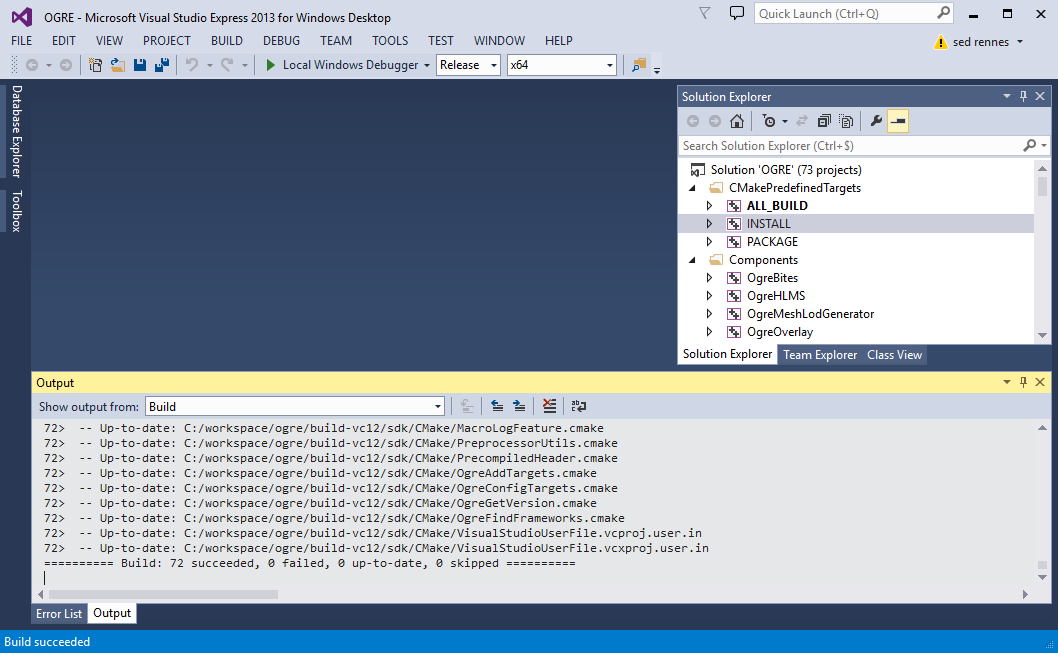 OGRE - Microsoft Visual Studio Express 2013 for Windows Desktop
Quick Launch (Ctrl+Q)
FILE EDIT VIEW PROJECT BUILD DEBUG TEAM TOOLS TEST WINDOW HELP
sed rennes
Local Windows Debugger Release x64
Database Explorer
Toolbox
Solution Explorer
Search Solution Explorer (Ctrl+$)
Solution 'OGRE' (73 projects)
CMakePredefinedTargets
ALL_BUILD
INSTALL
PACKAGE
Components
OgreBites
OgreHLMS
OgreMeshLodGenerator
OgreOverlay
Solution Explorer Team Explorer Class View
Output
Show output from: Build
72> -- Up-to-date: C:/workspace/ogre/build-vc12/sdk/CMake/MacroLogFeature.cmake
72> -- Up-to-date: C:/workspace/ogre/build-vc12/sdk/CMake/PreprocessorUtils.cmake
72> -- Up-to-date: C:/workspace/ogre/build-vc12/sdk/CMake/PrecompiledHeader.cmake
72> -- Up-to-date: C:/workspace/ogre/build-vc12/sdk/CMake/OgreAddTargets.cmake
72> -- Up-to-date: C:/workspace/ogre/build-vc12/sdk/CMake/OgreConfigTargets.cmake
72> -- Up-to-date: C:/workspace/ogre/build-vc12/sdk/CMake/OgreGetVersion.cmake
72> -- Up-to-date: C:/workspace/ogre/build-vc12/sdk/CMake/OgreFindFrameworks.cmake
72> -- Up-to-date: C:/workspace/ogre/build-vc12/sdk/CMake/VisualStudioUserFile.vcproj.user.in
72> -- Up-to-date: C:/workspace/ogre/build-vc12/sdk/CMake/VisualStudioUserFile.vcxproj.user.in
========== Build: 72 succeeded, 0 failed, 0 up-to-date, 0 skipped ==========
Error List Output
Build succeeded